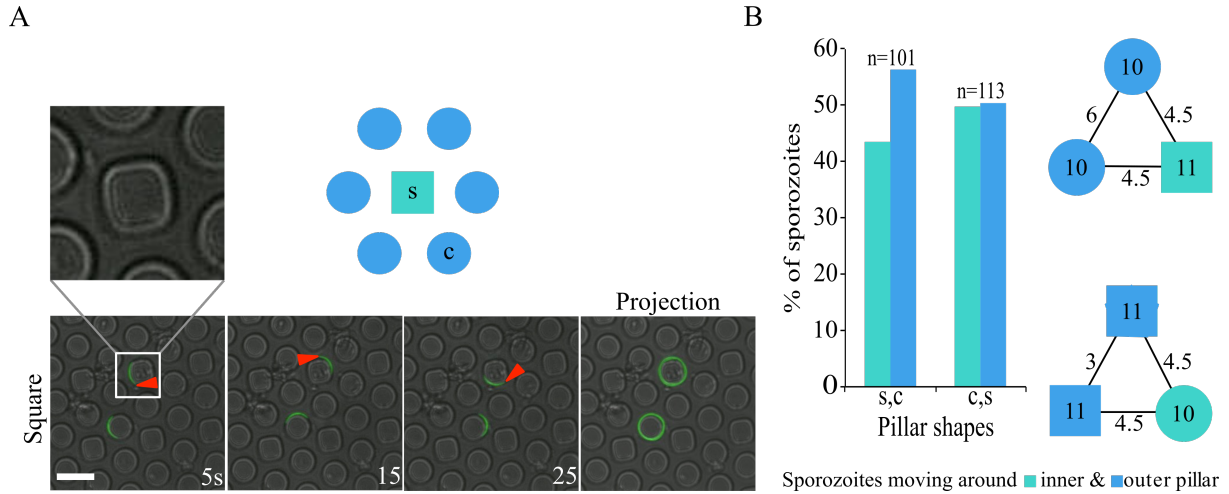 A
s
c
Projection
Square
5s
15
25
B
60
50
40
30
20
10
0
% of sporozoites
n=101
n=113
s,c
c,s
Pillar shapes
10
6
4.5
10
4.5
11
11
3
4.5
11
4.5
10
Sporozoites moving around inner & outer pillar